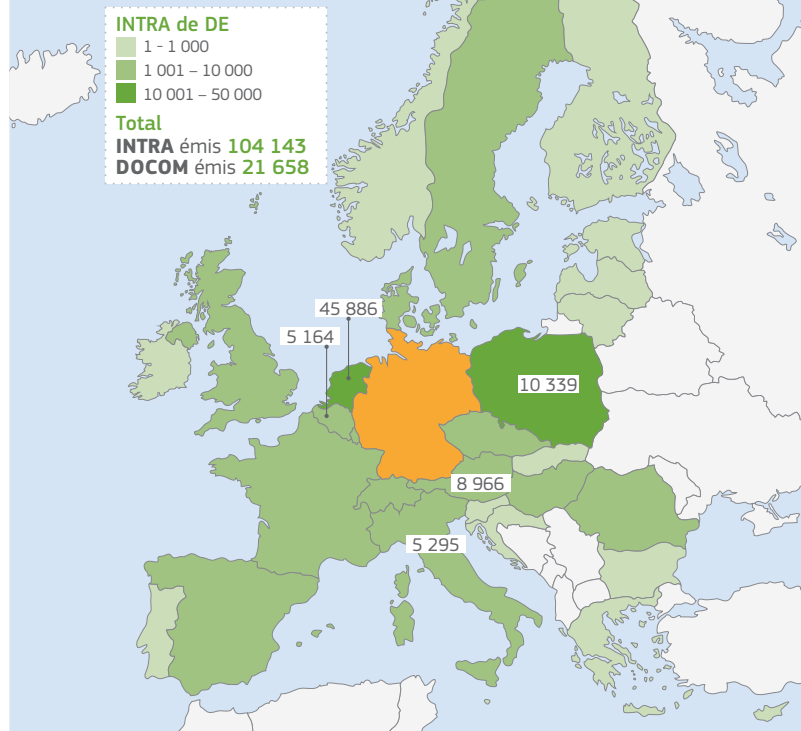 INTRA de DE
1 - 1 000
1 001 – 10 000
10 001 – 50 000
Total
INTRA émis 104 143
DOCOM émis 21 658
45 886
5 164
10 339
8 966
5 295